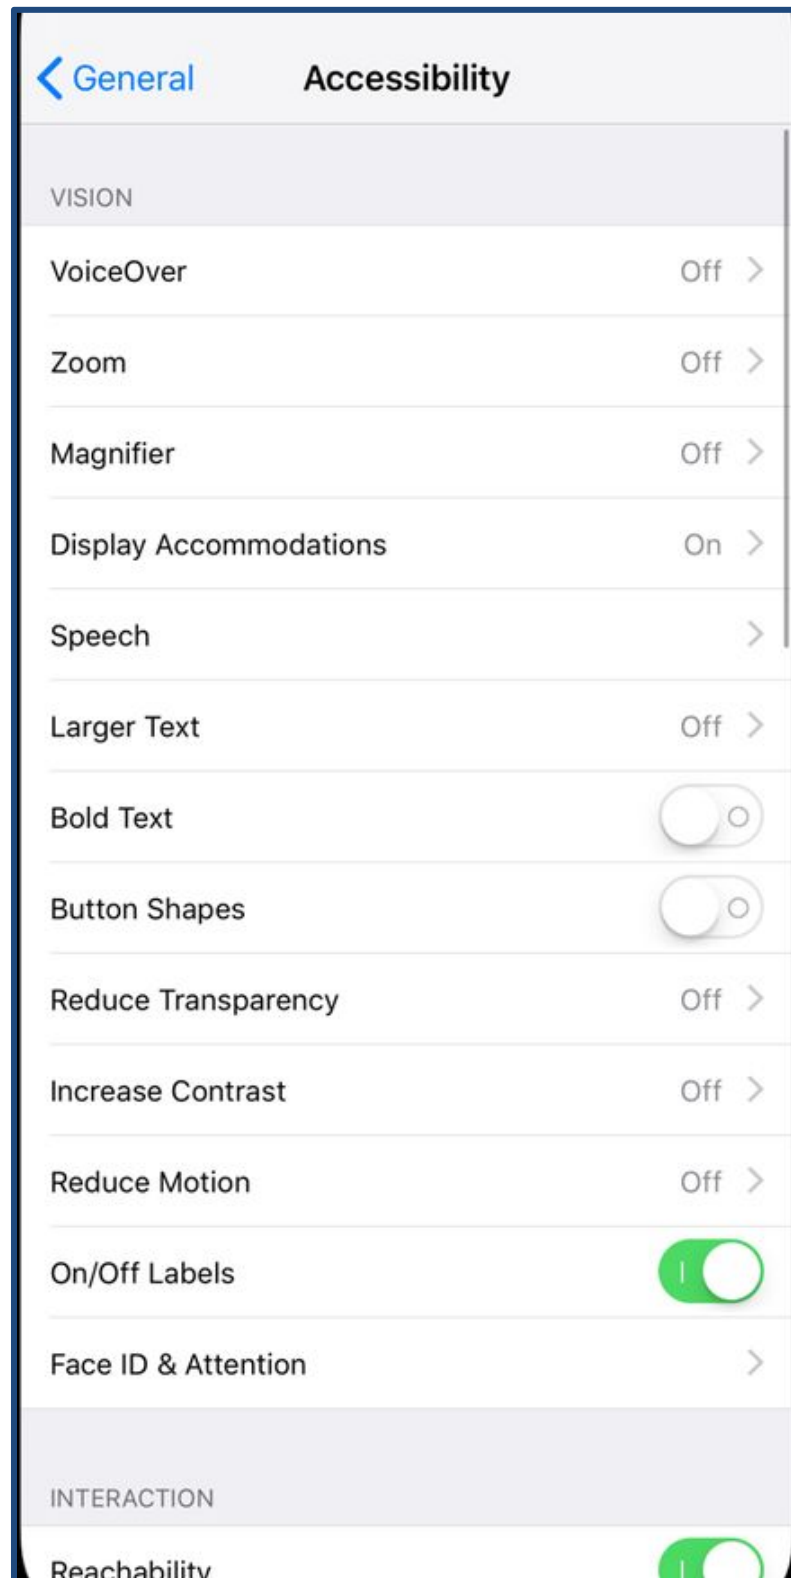 General Accessibility
VISION
VoiceOver Off
Zoom Off
Magnifier Off
Display Accommodations On
Speech
Larger Text Off
Bold Text
Button Shapes
Reduce Transparency Off
Increase Contrast Off
Reduce Motion Off
On/Off Labels
Face ID & Attention
INTERACTION
Reachability